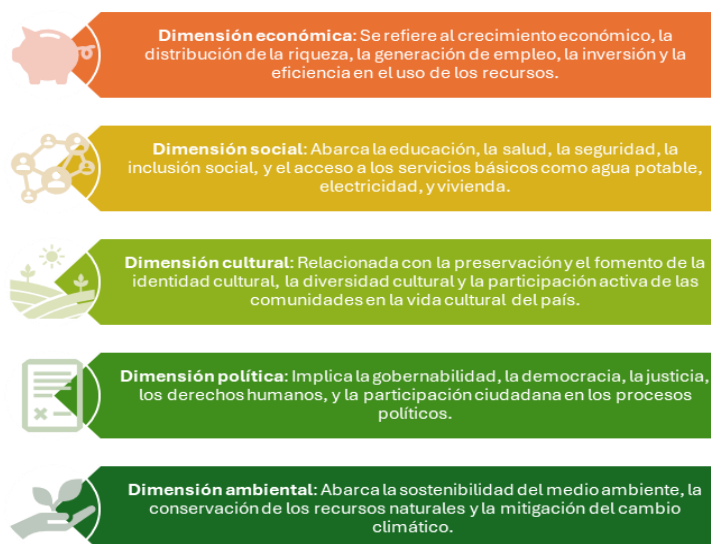 Dimensión económica: Se refiere al crecimiento económico, la
distribución de la riqueza, la generación de empleo, la inversión y la
eficiencia en el uso de los recursos.
Dimensión social: Abarca la educación, la salud, la seguridad, la
inclusión social, y el acceso a los servicios básicos como agua potable,
electricidad, y vivienda.
Dimensión cultural: Relacionada con la preservación y el fomento de la
identidad cultural, la diversidad cultural y la participación activa de las
comunidades en la vida cultural del país.
Dimensión política: Implica la gobernabilidad, la democracia, la justicia,
los derechos humanos, y la participación ciudadana en los procesos
políticos.
Dimensión ambiental: Abarca la sostenibilidad del medio ambiente, la
conservación de los recursos naturales y la mitigación del cambio
climático.